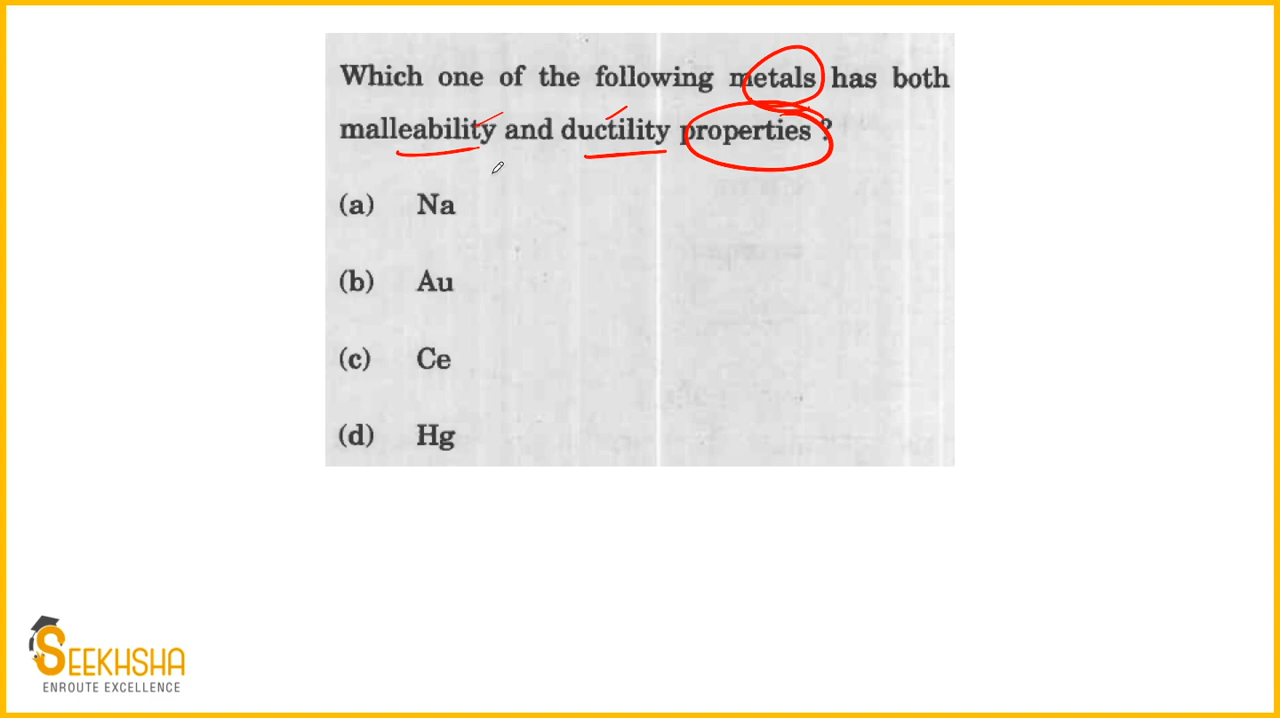 Which one of the following metals has both
malleability and ductility properties ?
(a) Na
(b) Au
(c) Ce
(d) Hg
SEEKHSHA
ENROUTE EXCELLENCE